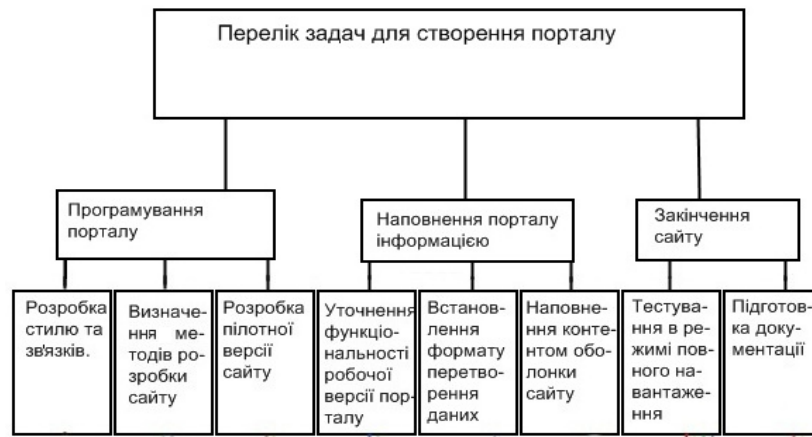 Перелік задач для створення порталу
Програмування
порталу
Наповнення порталу
інформацією
Закінчення
сайту
Розробка
стилю та
зв'язків.
Визначе-
ння ме-
тодів ро-
зробки
сайту
Розробка
пілотної
версії
сайту
Уточнення
функціо-
нальності
робочої
версії пор-
талу
Встанов-
лення
формату
перетво-
рення
даних
Наповне-
ння конте-
нтом обо-
лонки
сайту
Тестува-
ння в ре-
жимі пов-
ного на-
вантаже-
ння
Підготов-
ка доку-
ментації